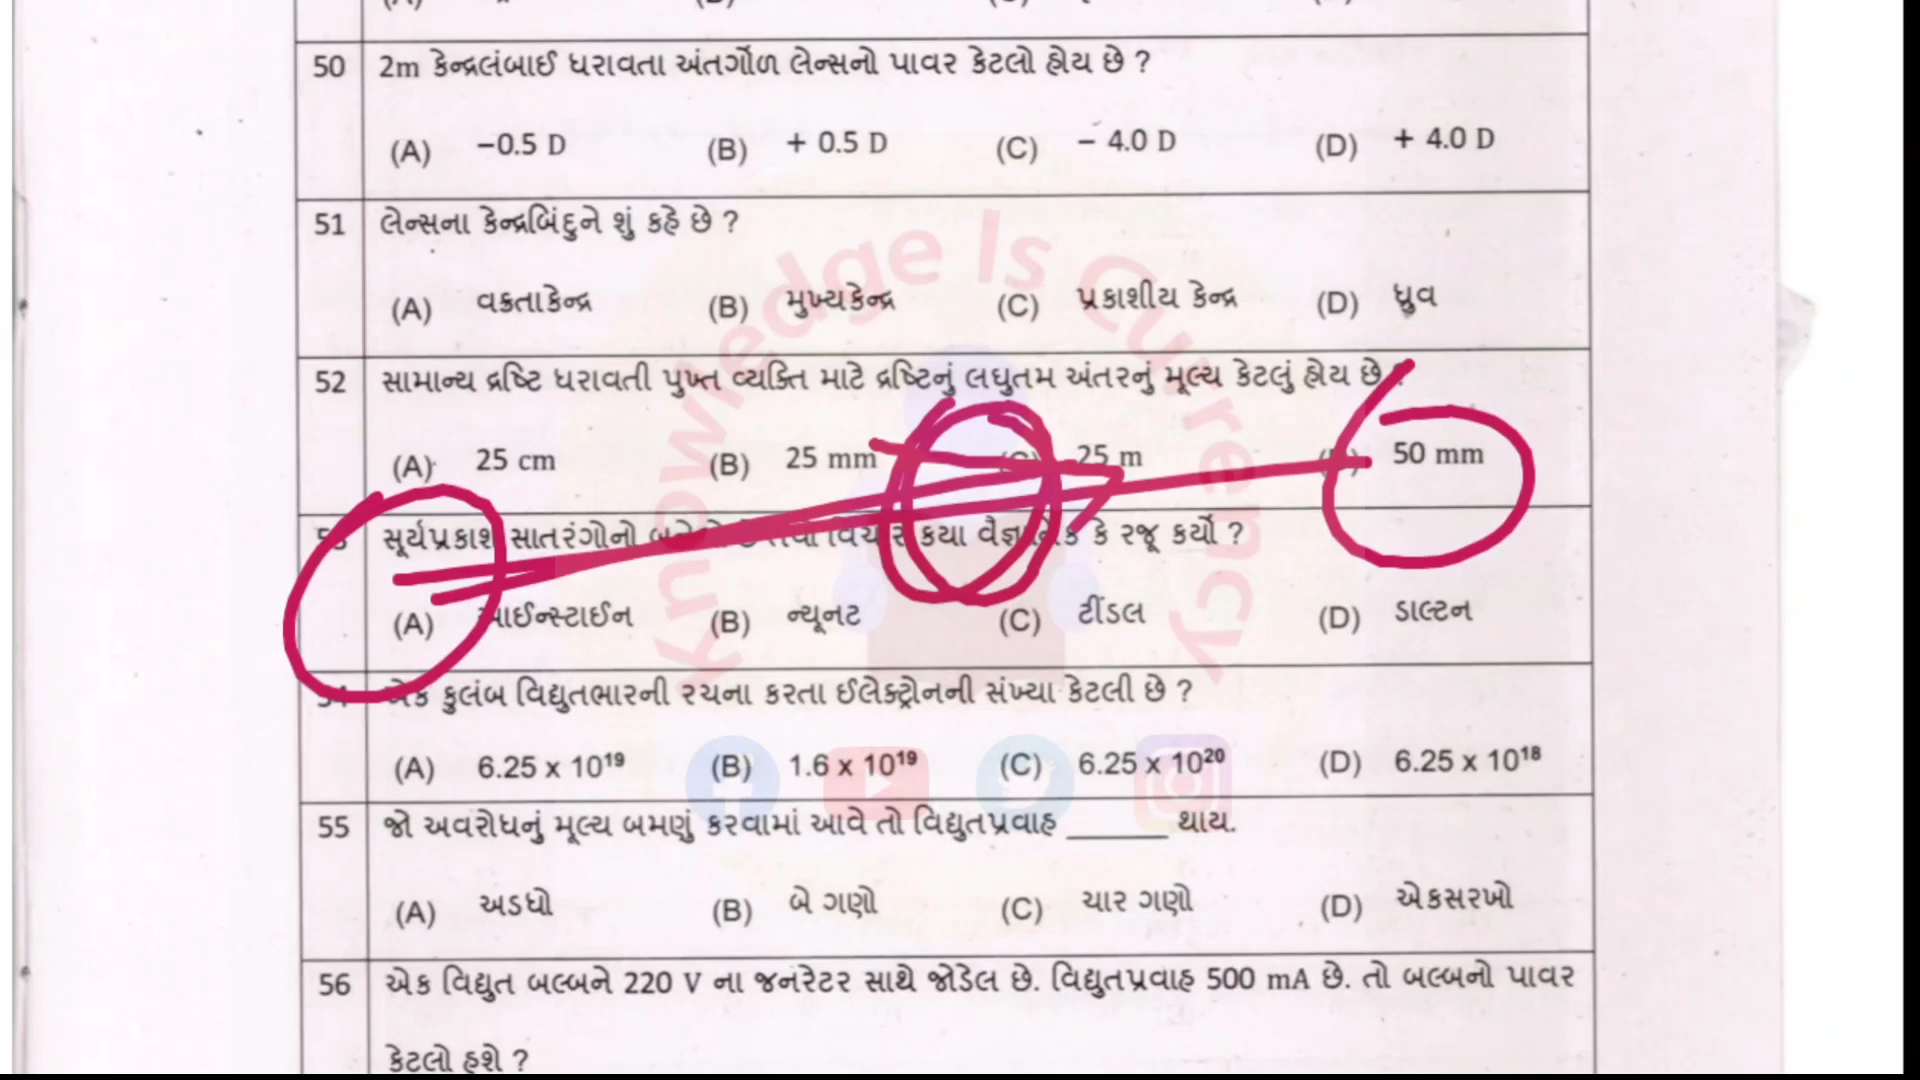 50 2m કેન્દ્રલંબાઈ ધરાવતા અંતર્ગોળ લેન્સનો પાવર કેટલો હોય છે ?
(A) −0.5 D (B) + 0.5 D (C) − 4.0 D (D) + 4.0 D
51 લેન્સના કેન્દ્રબિંદુને શું કહે છે ?
(A) વક્રતાકેન્દ્ર (B) મુખ્યકેન્દ્ર (C) પ્રકાશીય કેન્દ્ર (D) ધ્રુવ
52 સામાન્ય દ્રષ્ટિ ધરાવતી પુખ્ત વ્યક્તિ માટે દ્રષ્ટિનું લઘુતમ અંતરનું મૂલ્ય કેટલું હોય છે
(A) 25 cm (B) 25 mm (C) 25 m 50 mm
સૂર્યપ્રકાશ સાતરંગોનો કયા કે રજૂ કર્યો ?
(A) આઈન્સ્ટાઈન (B) ન્યૂનટ (C) ટીંડલ (D) ડાલ્ટન
એક કુલંબ વિદ્યુતભારની રચના કરતા ઈલેક્ટ્રોનની સંખ્યા કેટલી છે ?
(A) 6.25 x 10¹⁹ (B) 1.6 x 10¹⁹ (C) 6.25 x 10²⁰ (D) 6.25 x 10¹⁸
55 જો અવરોધનું મૂલ્ય બમણું કરવામાં આવે તો વિદ્યુતપ્રવાહ ______ થાય.
(A) અડધો (B) બે ગણો (C) ચાર ગણો (D) એકસરખો
56 એક વિદ્યુત બલ્બને 220 V ના જનરેટર સાથે જોડેલ છે. વિદ્યુતપ્રવાહ 500 mA છે. તો બલ્બનો પાવર
કેટલો હશે ?
Knowledge Is Currency